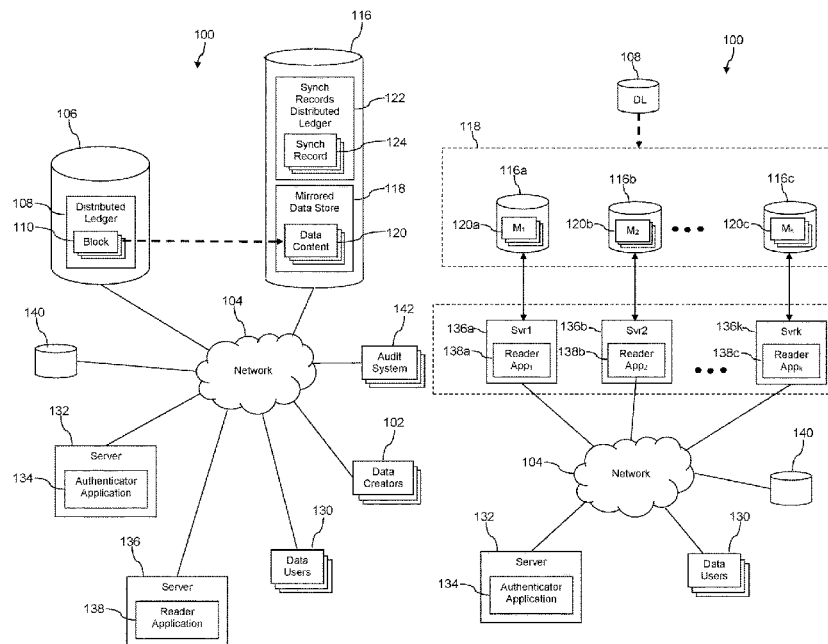 100
116
106
Synch
Records
Distributed
Ledger
122
Synch
Record
124
108
Distributed
Ledger
110
Block
Mirrored
Data Store
118
Data
Content
120
104
Network
140
142
Audit
System
132
Server
134
Authenticator
Application
102
Data
Creators
130
Data
Users
136
Server
138
Reader
Application
100
108
DL
118
116a
116b
116c
120a
M1
120b
M2
120c
Mk
136a
Svr1
136b
Svr2
136k
Svrk
138a
Reader
App1
138b
Reader
App2
138c
Reader
Appk
104
Network
140
132
Server
134
Authenticator
Application
130
Data
Users